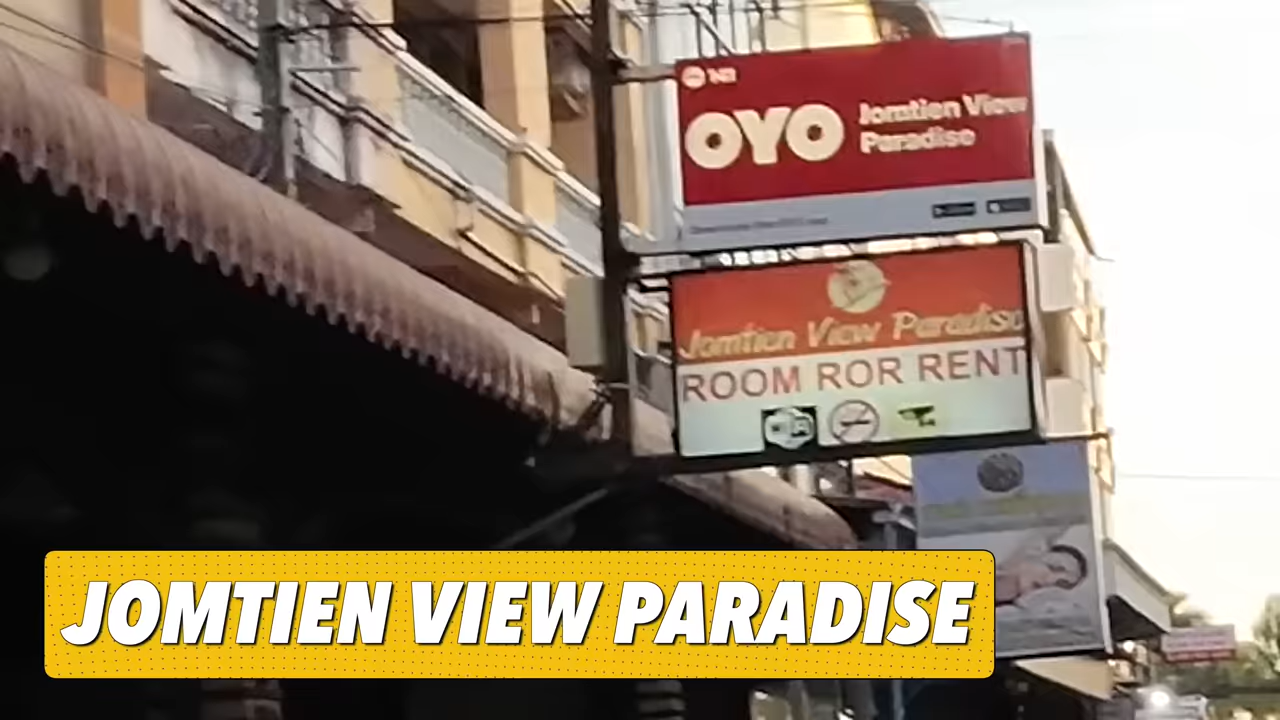 OYO
Jomtien View
Paradise
Jomtien View Paradise
ROOM ROR RENT
JOMTIEN VIEW PARADISE